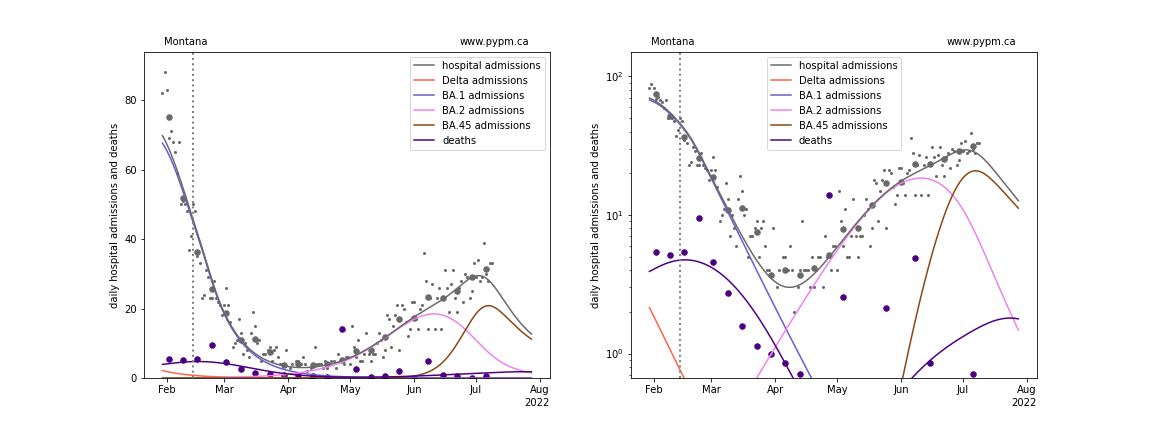 Montana www.pypm.ca
daily hospital admissions and deaths
80
60
40
20
0
hospital admissions
Delta admissions
BA.1 admissions
BA.2 admissions
BA.45 admissions
deaths
Feb Mar Apr May Jun Jul Aug
2022
Montana www.pypm.ca
daily hospital admissions and deaths
10²
10¹
10⁰
hospital admissions
Delta admissions
BA.1 admissions
BA.2 admissions
BA.45 admissions
deaths
Feb Mar Apr May Jun Jul Aug
2022